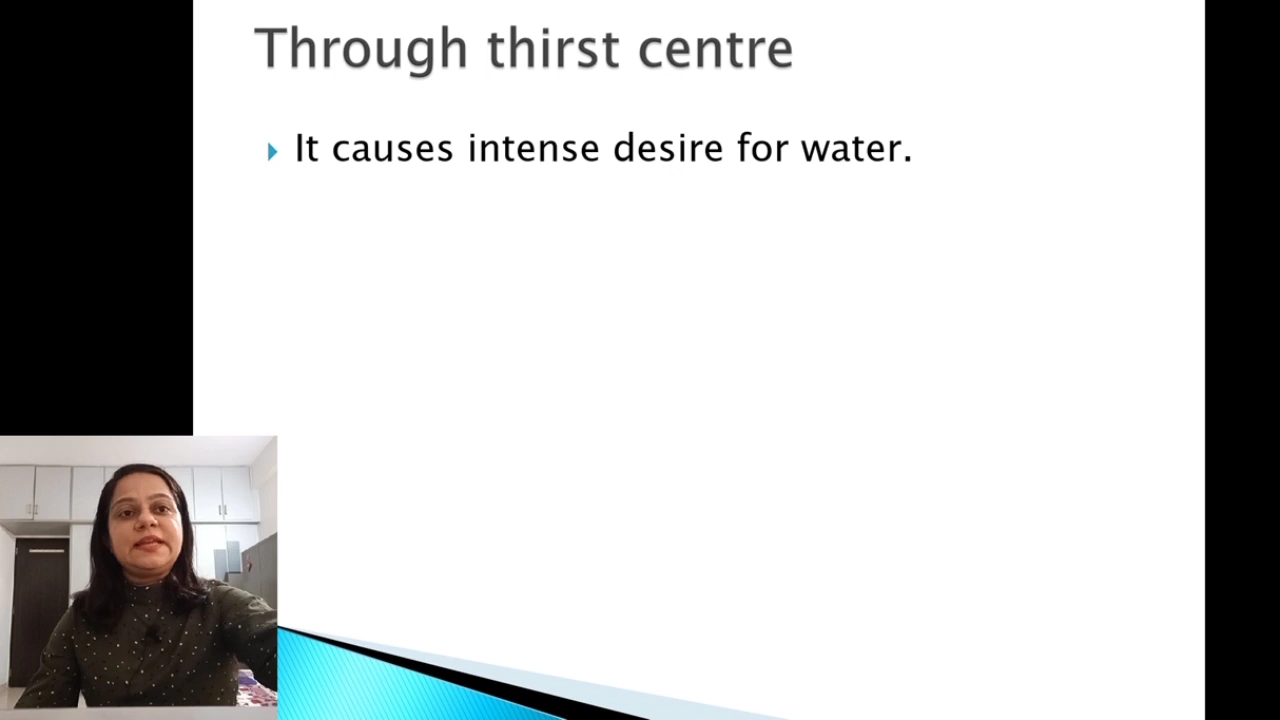 Through thirst centre
It causes intense desire for water.